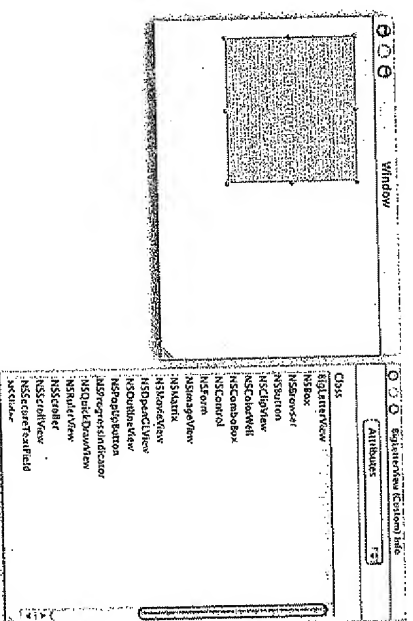 Window
BigLetterView (Custom) Info
Attributes
Class
BigLetterView
NSBox
NSBrowser
NSButton
NSClipView
NSColorWell
NSComboBox
NSControl
NSForm
NSImageView
NSMatrix
NSMovieView
NSOpenGLView
NSOutlineView
NSPopUpButton
NSProgressIndicator
NSQuickDrawView
NSRulerView
NSScroller
NSScrollView
NSSecureTextField
NSSlider